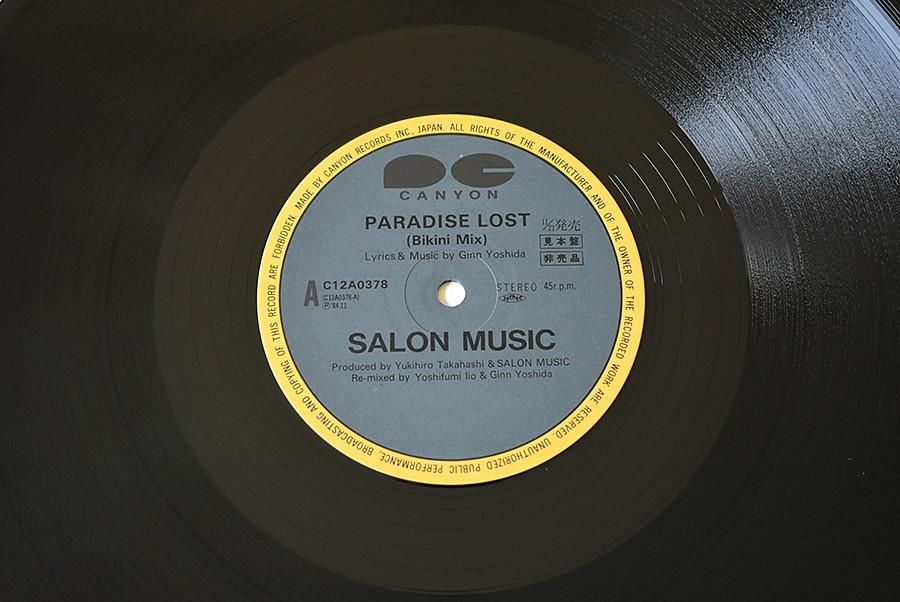 MADE BY CANYON RECORDS INC., JAPAN. ALL RIGHTS OF THE MANUFACTURER AND OF THE OWNER OF THE RECORDED WORK ARE RESERVED. UNAUTHORIZED PUBLIC PERFORMANCE, BROADCASTING AND COPYING OF THIS RECORD ARE FORBIDDEN.
CANYON
PARADISE LOST
(Bikini Mix)
Lyrics & Music by Ginn Yoshida
発売
見本盤
非売品
A
C12A0378
(C12A0378-A)
Ⓟ'84.11
STEREO 45r.p.m.
SALON MUSIC
Produced by Yukihiro Takahashi & SALON MUSIC
Re-mixed by Yoshifumi Iio & Ginn Yoshida